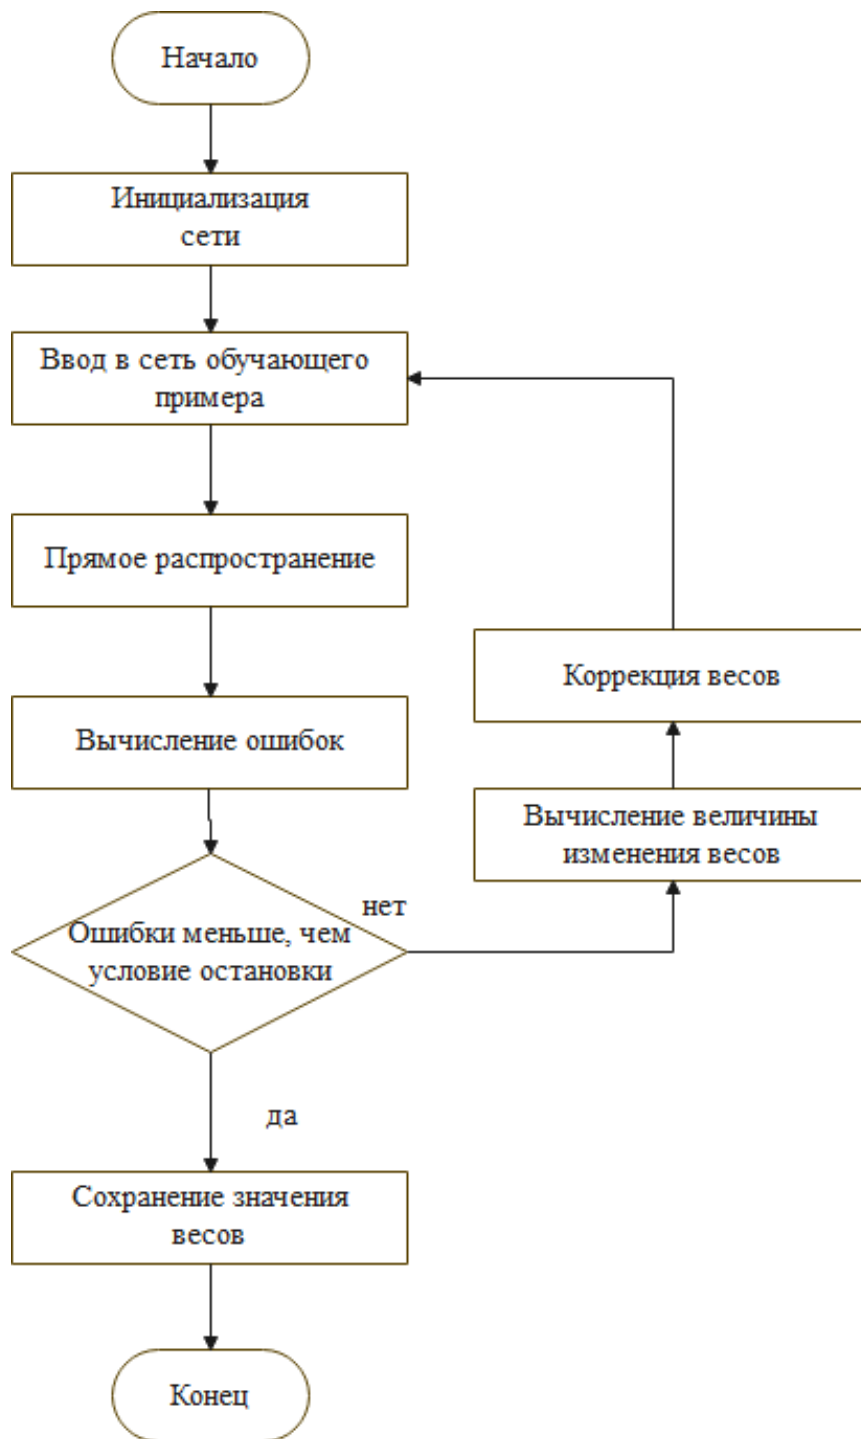 Начало
Инициализация
сети
Ввод в сеть обучающего
примера
Прямое распространение
Вычисление ошибок
Коррекция весов
Вычисление величины
изменения весов
нет
Ошибки меньше, чем
условие остановки
да
Сохранение значения
весов
Конец